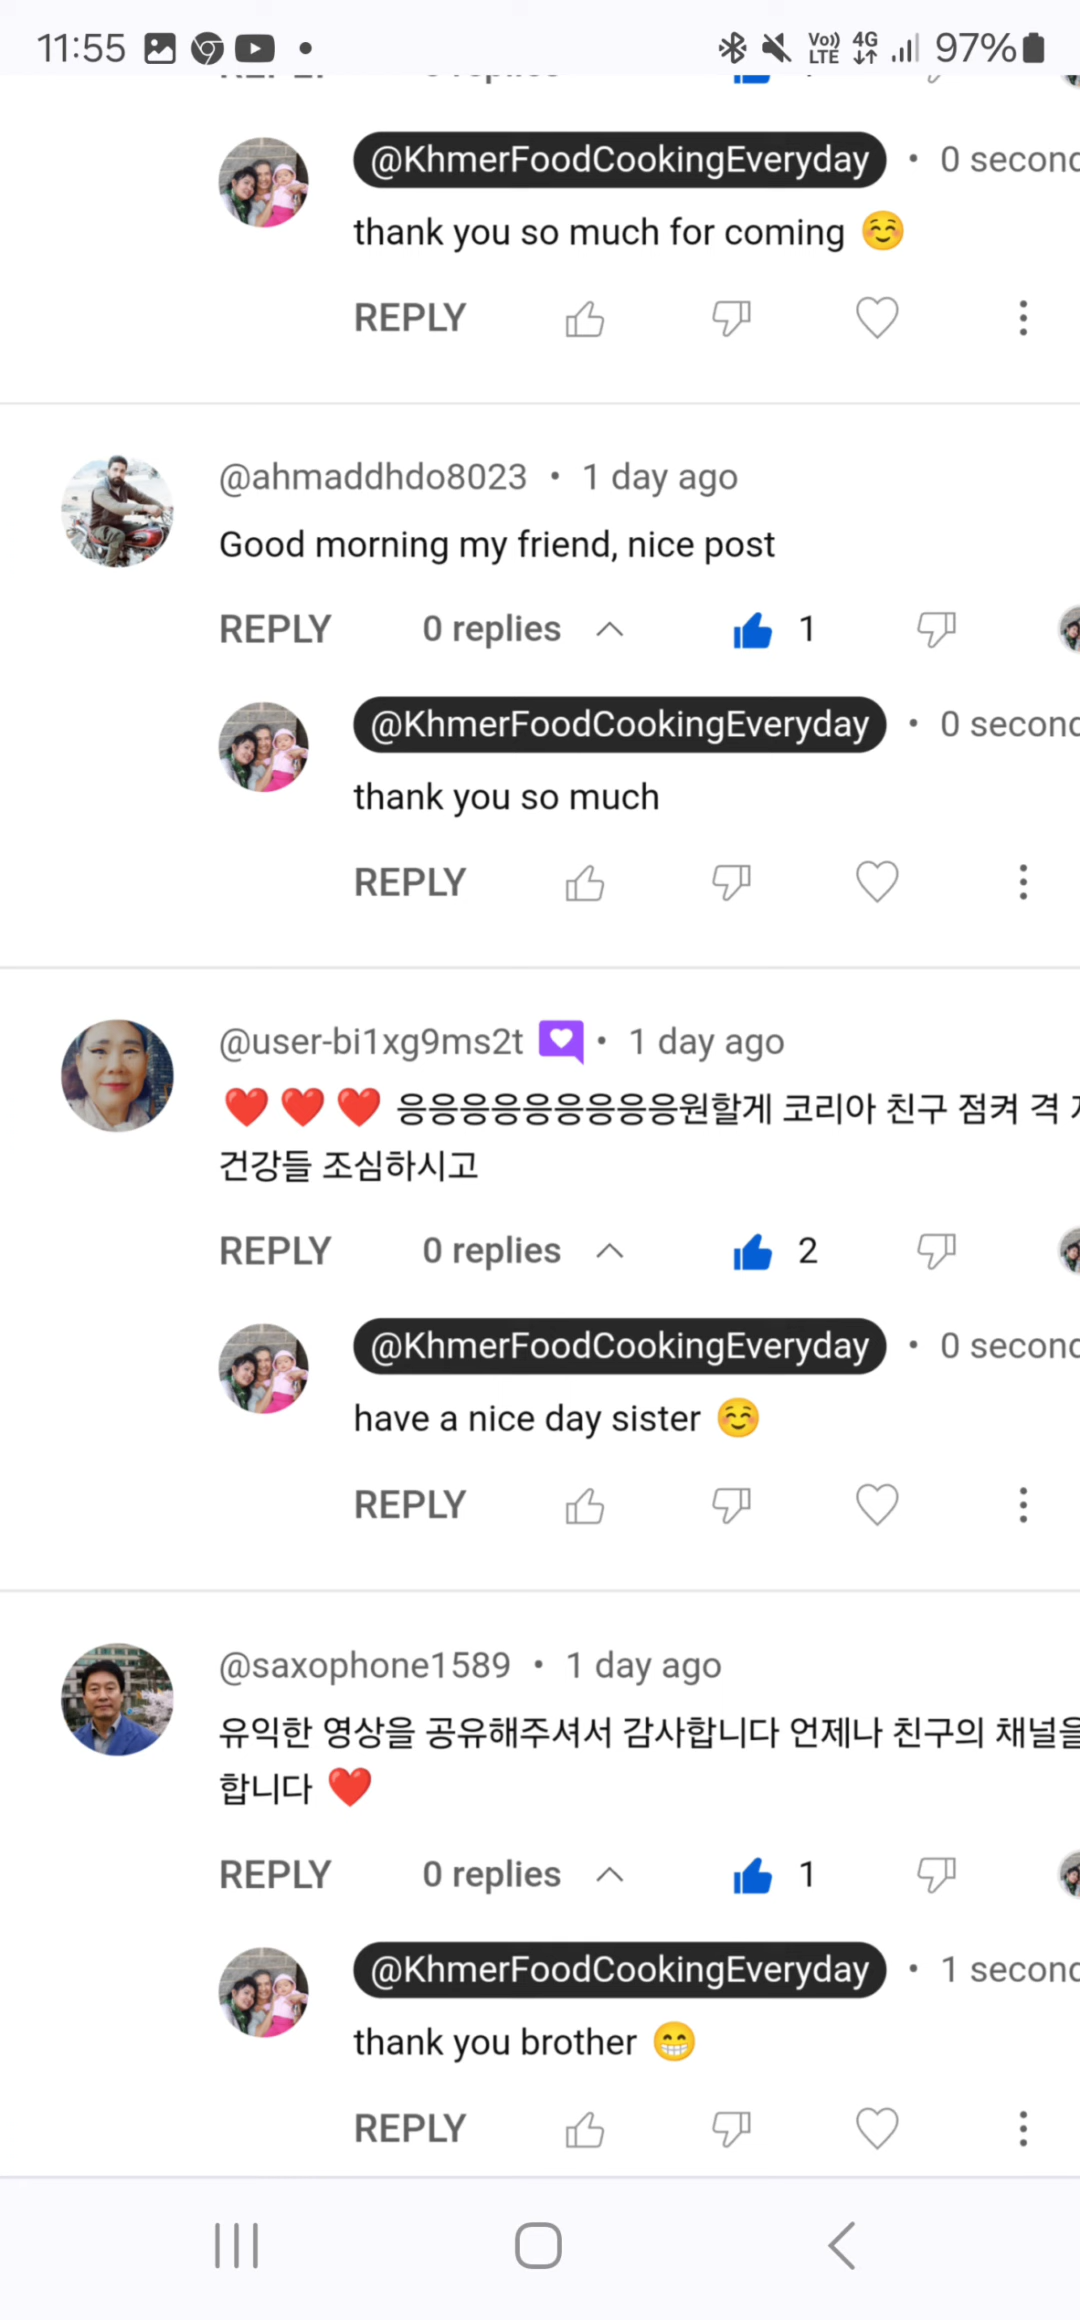 11:55 Vo)) LTE 4G 97%
@KhmerFoodCookingEveryday • 0 second
thank you so much for coming ☺️
REPLY
@ahmaddhdo8023 • 1 day ago
Good morning my friend, nice post
REPLY 0 replies 1
@KhmerFoodCookingEveryday • 0 second
thank you so much
REPLY
@user-bi1xg9ms2t • 1 day ago
❤️ ❤️ ❤️ 응응응응응응응응응원할게 코리아 친구 점켜 격
건강들 조심하시고
REPLY 0 replies 2
@KhmerFoodCookingEveryday • 0 second
have a nice day sister ☺️
REPLY
@saxophone1589 • 1 day ago
유익한 영상을 공유해주셔서 감사합니다 언제나 친구의 채널을
합니다 ❤️
REPLY 0 replies 1
@KhmerFoodCookingEveryday • 1 second
thank you brother 😁
REPLY